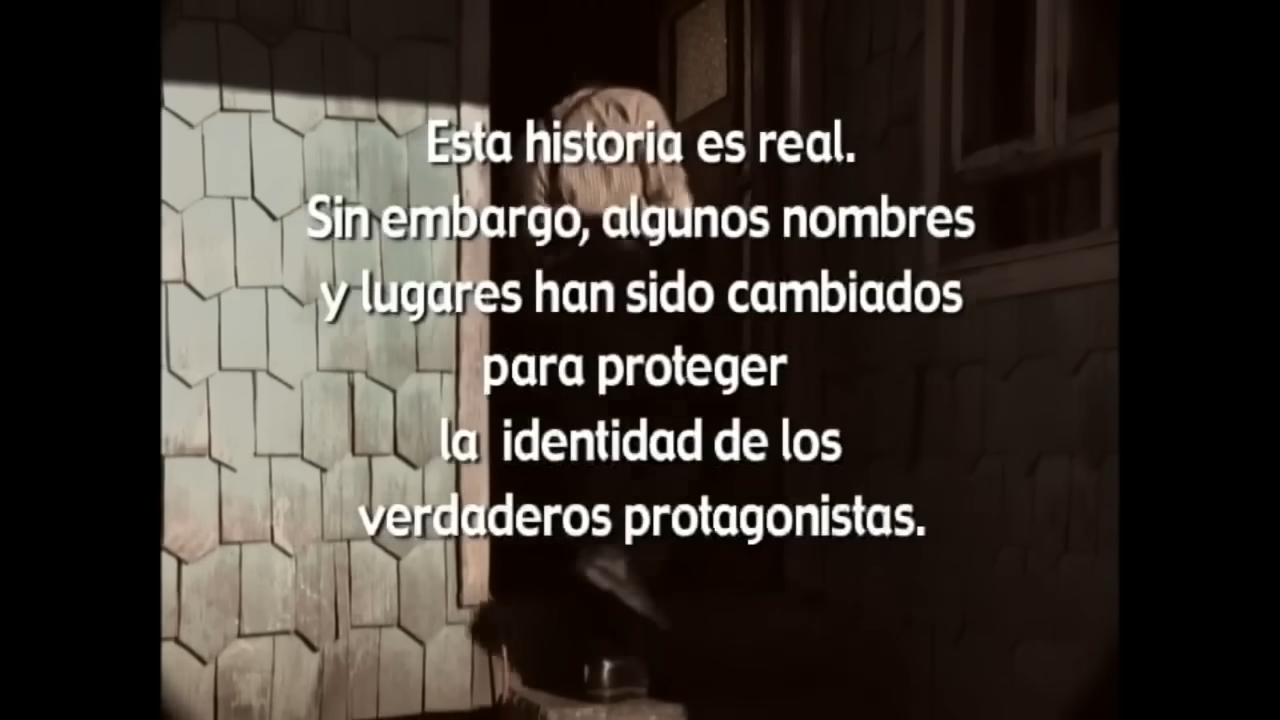 Esta historia es real.
Sin embargo, algunos nombres
y lugares han sido cambiados
para proteger
la identidad de los
verdaderos protagonistas.